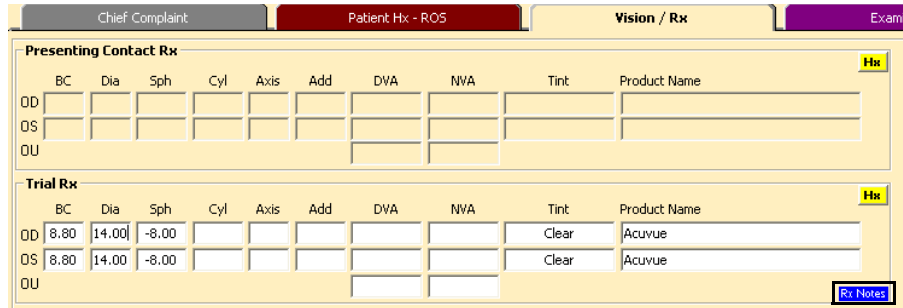 Chief Complaint Patient Hx - ROS Vision / Rx Exam
Presenting Contact Rx
Hx
BC Dia Sph Cyl Axis Add DVA NVA Tint Product Name
OD
OS
OU
Trial Rx
Hx
BC Dia Sph Cyl Axis Add DVA NVA Tint Product Name
OD 8.80 14.00 -8.00 Clear Acuvue
OS 8.80 14.00 -8.00 Clear Acuvue
OU
Rx Notes